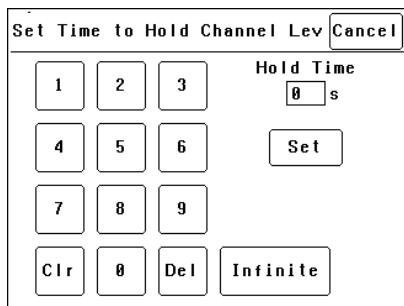 Set Time to Hold Channel Lev Cancel
Hold Time
1 2 3
0 s
4 5 6 Set
7 8 9
Clr 0 Del Infinite